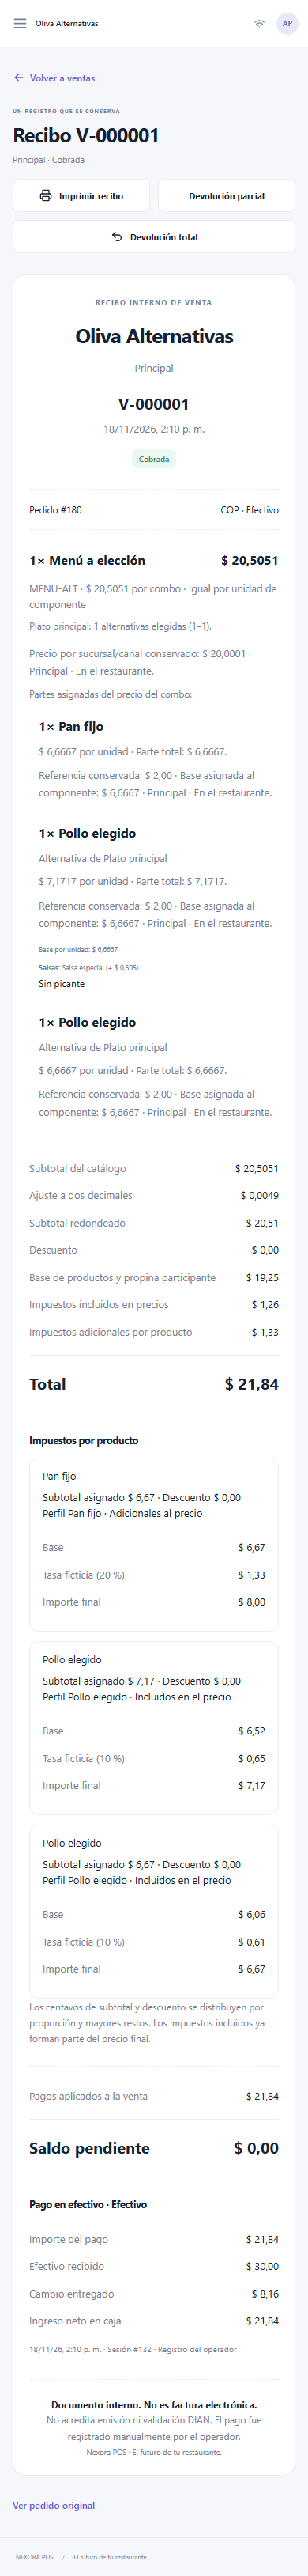 Oliva Alternativas
AP
Volver a ventas
UN REGISTRO QUE SE CONSERVA
Recibo V-000001
Principal · Cobrada
Imprimir recibo
Devolución parcial
Devolución total
RECIBO INTERNO DE VENTA
Oliva Alternativas
Principal
V-000001
18/11/2026, 2:10 p. m.
Cobrada
Pedido #180 COP · Efectivo
1× Menú a elección $ 20,5051
MENU-ALT · $ 20,5051 por combo · Igual por unidad de
componente
Plato principal: 1 alternativas elegidas (1–1).
Precio por sucursal/canal conservado: $ 20,0001 ·
Principal · En el restaurante.
Partes asignadas del precio del combo:
1× Pan fijo
$ 6,6667 por unidad · Parte total: $ 6,6667.
Referencia conservada: $ 2,00 · Base asignada al
componente: $ 6,6667 · Principal · En el restaurante.
1× Pollo elegido
Alternativa de Plato principal
$ 7,1717 por unidad · Parte total: $ 7,1717.
Referencia conservada: $ 2,00 · Base asignada al
componente: $ 6,6667 · Principal · En el restaurante.
Base por unidad: $ 6,6667
Salsas: Salsa especial (+ $ 0,505)
Sin picante
1× Pollo elegido
Alternativa de Plato principal
$ 6,6667 por unidad · Parte total: $ 6,6667.
Referencia conservada: $ 2,00 · Base asignada al
componente: $ 6,6667 · Principal · En el restaurante.
Subtotal del catálogo $ 20,5051
Ajuste a dos decimales $ 0,0049
Subtotal redondeado $ 20,51
Descuento $ 0,00
Base de productos y propina participante $ 19,25
Impuestos incluidos en precios $ 1,26
Impuestos adicionales por producto $ 1,33
Total $ 21,84
Impuestos por producto
Pan fijo
Subtotal asignado $ 6,67 · Descuento $ 0,00
Perfil Pan fijo · Adicionales al precio
Base $ 6,67
Tasa ficticia (20 %) $ 1,33
Importe final $ 8,00
Pollo elegido
Subtotal asignado $ 7,17 · Descuento $ 0,00
Perfil Pollo elegido · Incluidos en el precio
Base $ 6,52
Tasa ficticia (10 %) $ 0,65
Importe final $ 7,17
Pollo elegido
Subtotal asignado $ 6,67 · Descuento $ 0,00
Perfil Pollo elegido · Incluidos en el precio
Base $ 6,06
Tasa ficticia (10 %) $ 0,61
Importe final $ 6,67
Los centavos de subtotal y descuento se distribuyen por
proporción y mayores restos. Los impuestos incluidos ya
forman parte del precio final.
Pagos aplicados a la venta $ 21,84
Saldo pendiente $ 0,00
Pago en efectivo · Efectivo
Importe del pago $ 21,84
Efectivo recibido $ 30,00
Cambio entregado $ 8,16
Ingreso neto en caja $ 21,84
18/11/26, 2:10 p. m. · Sesión #132 · Registro del operador
Documento interno. No es factura electrónica.
No acredita emisión ni validación DIAN. El pago fue
registrado manualmente por el operador.
Nexora POS · El futuro de tu restaurante.
Ver pedido original
NEXORA POS / El futuro de tu restaurante.